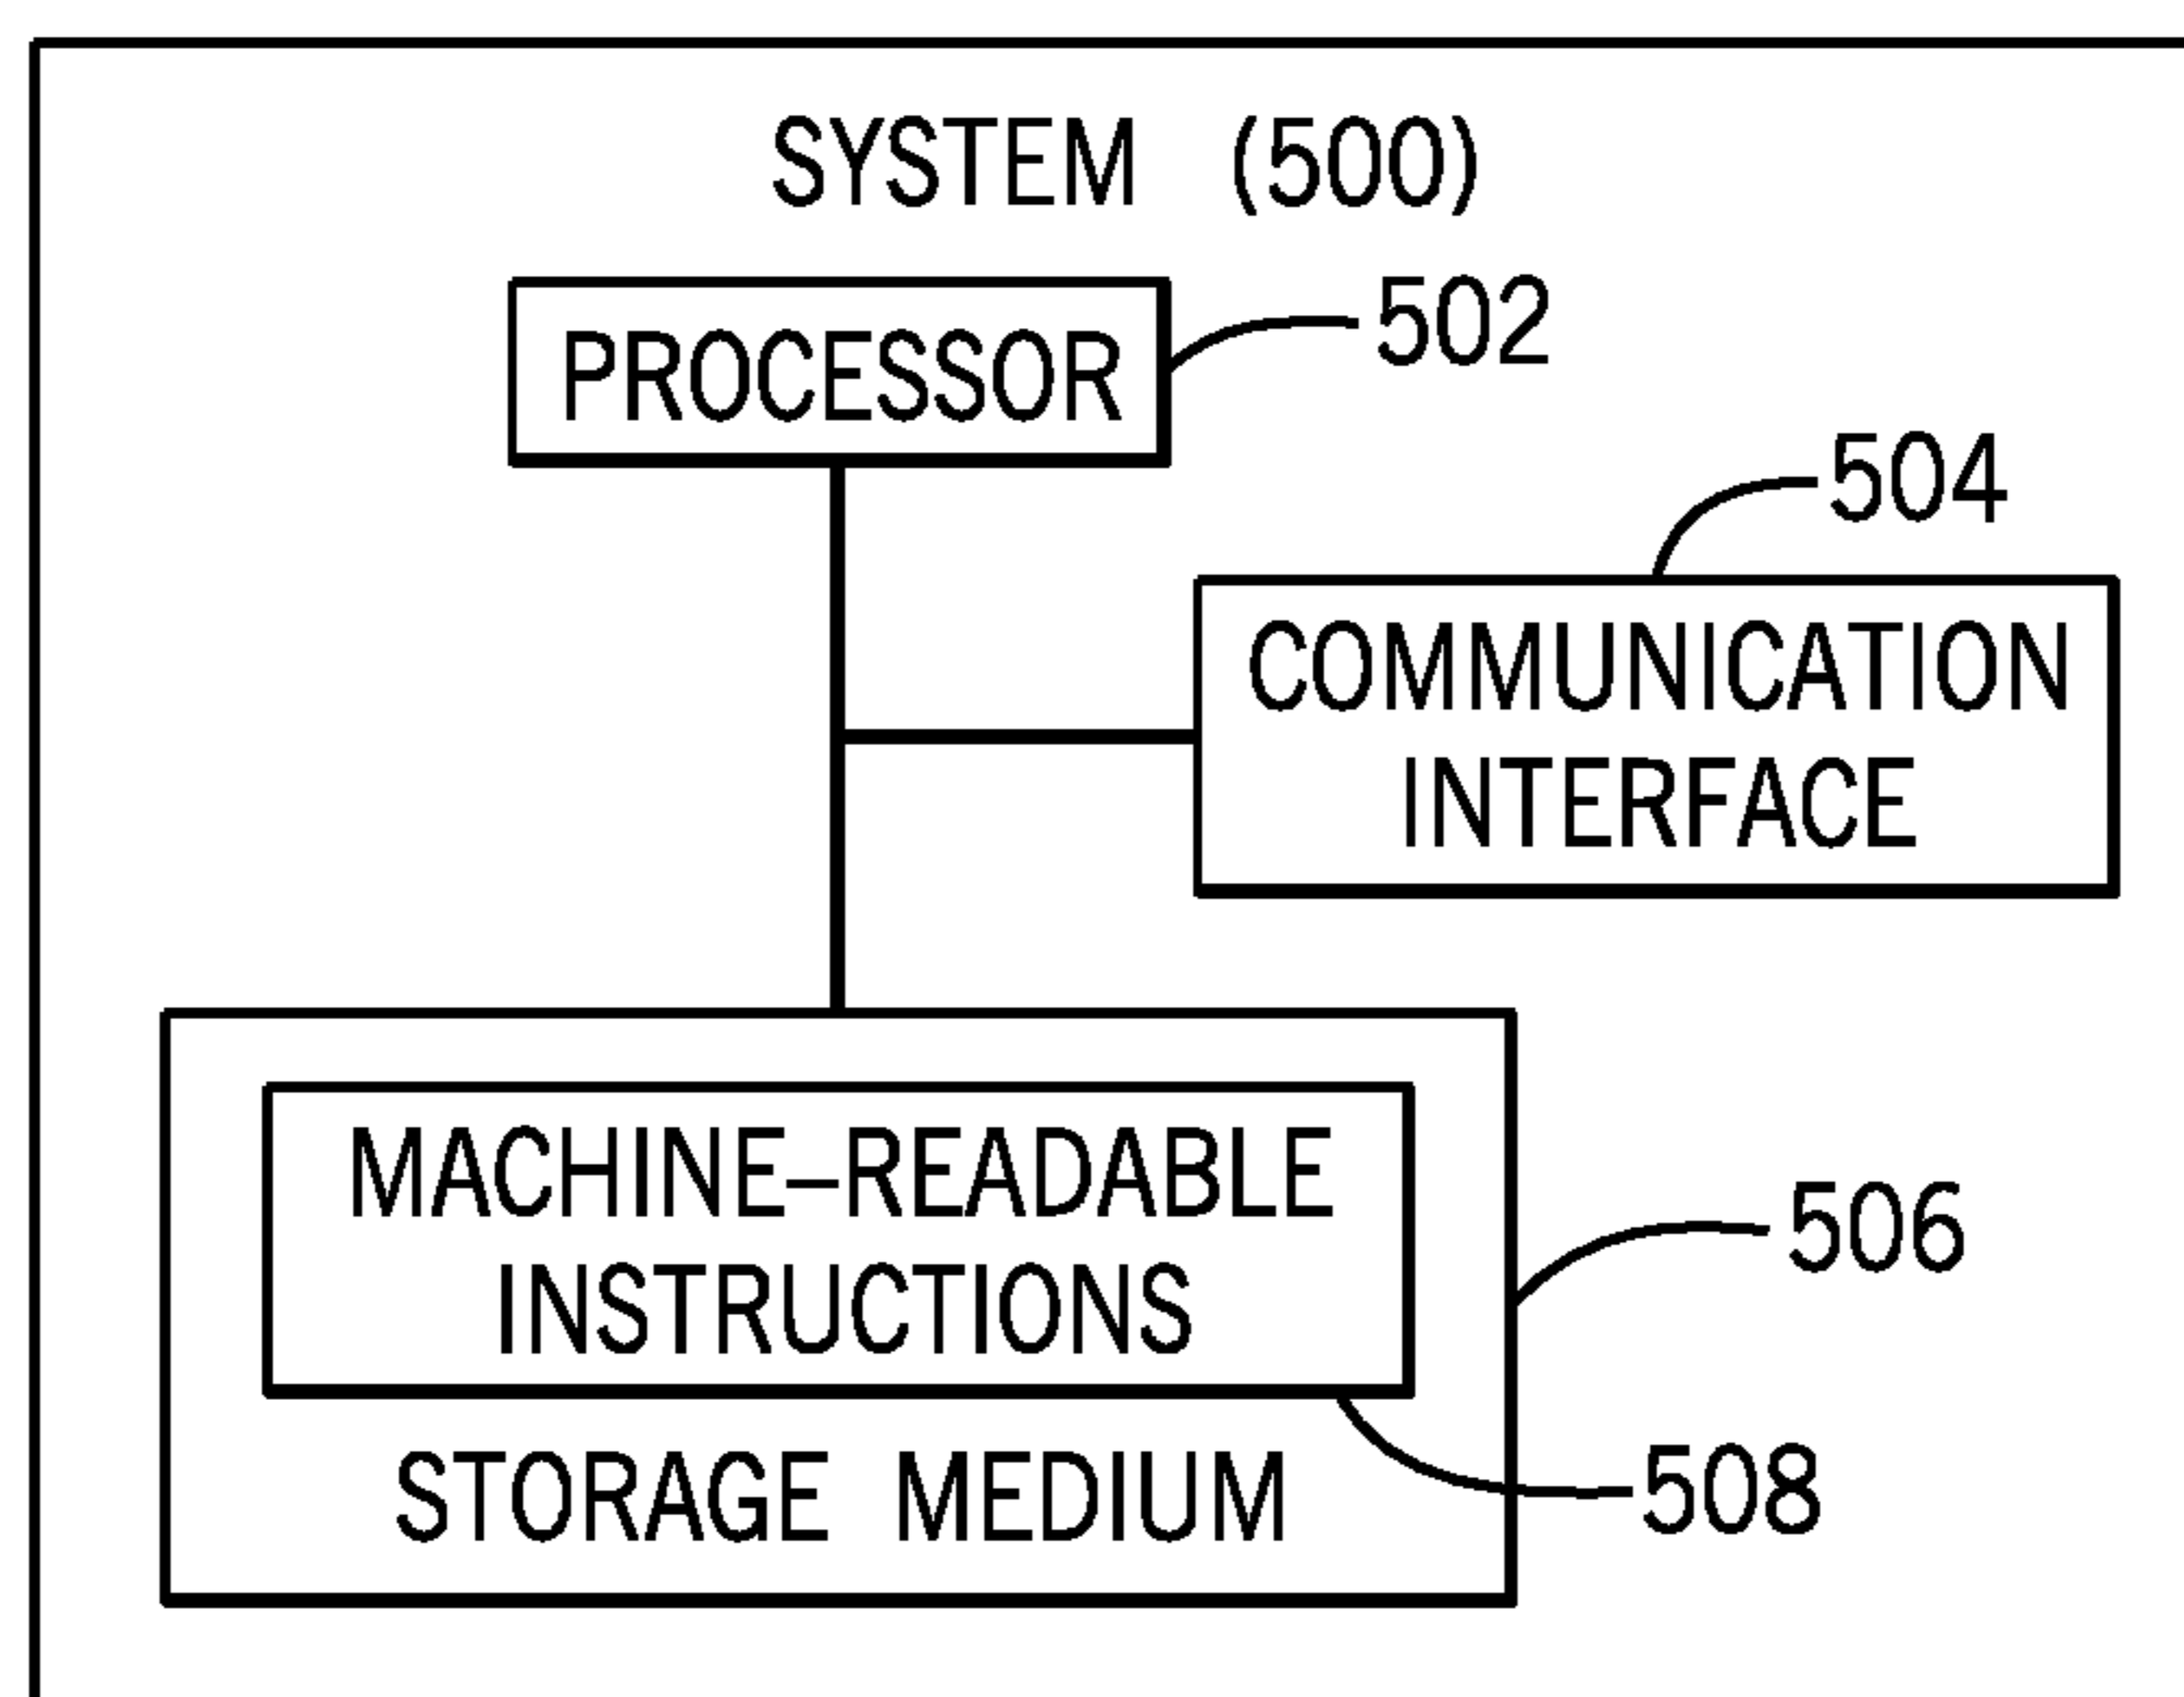 SYSTEM (500)
PROCESSOR
502
504
COMMUNICATION
INTERFACE
MACHINE–READABLE
INSTRUCTIONS
506
STORAGE MEDIUM
508